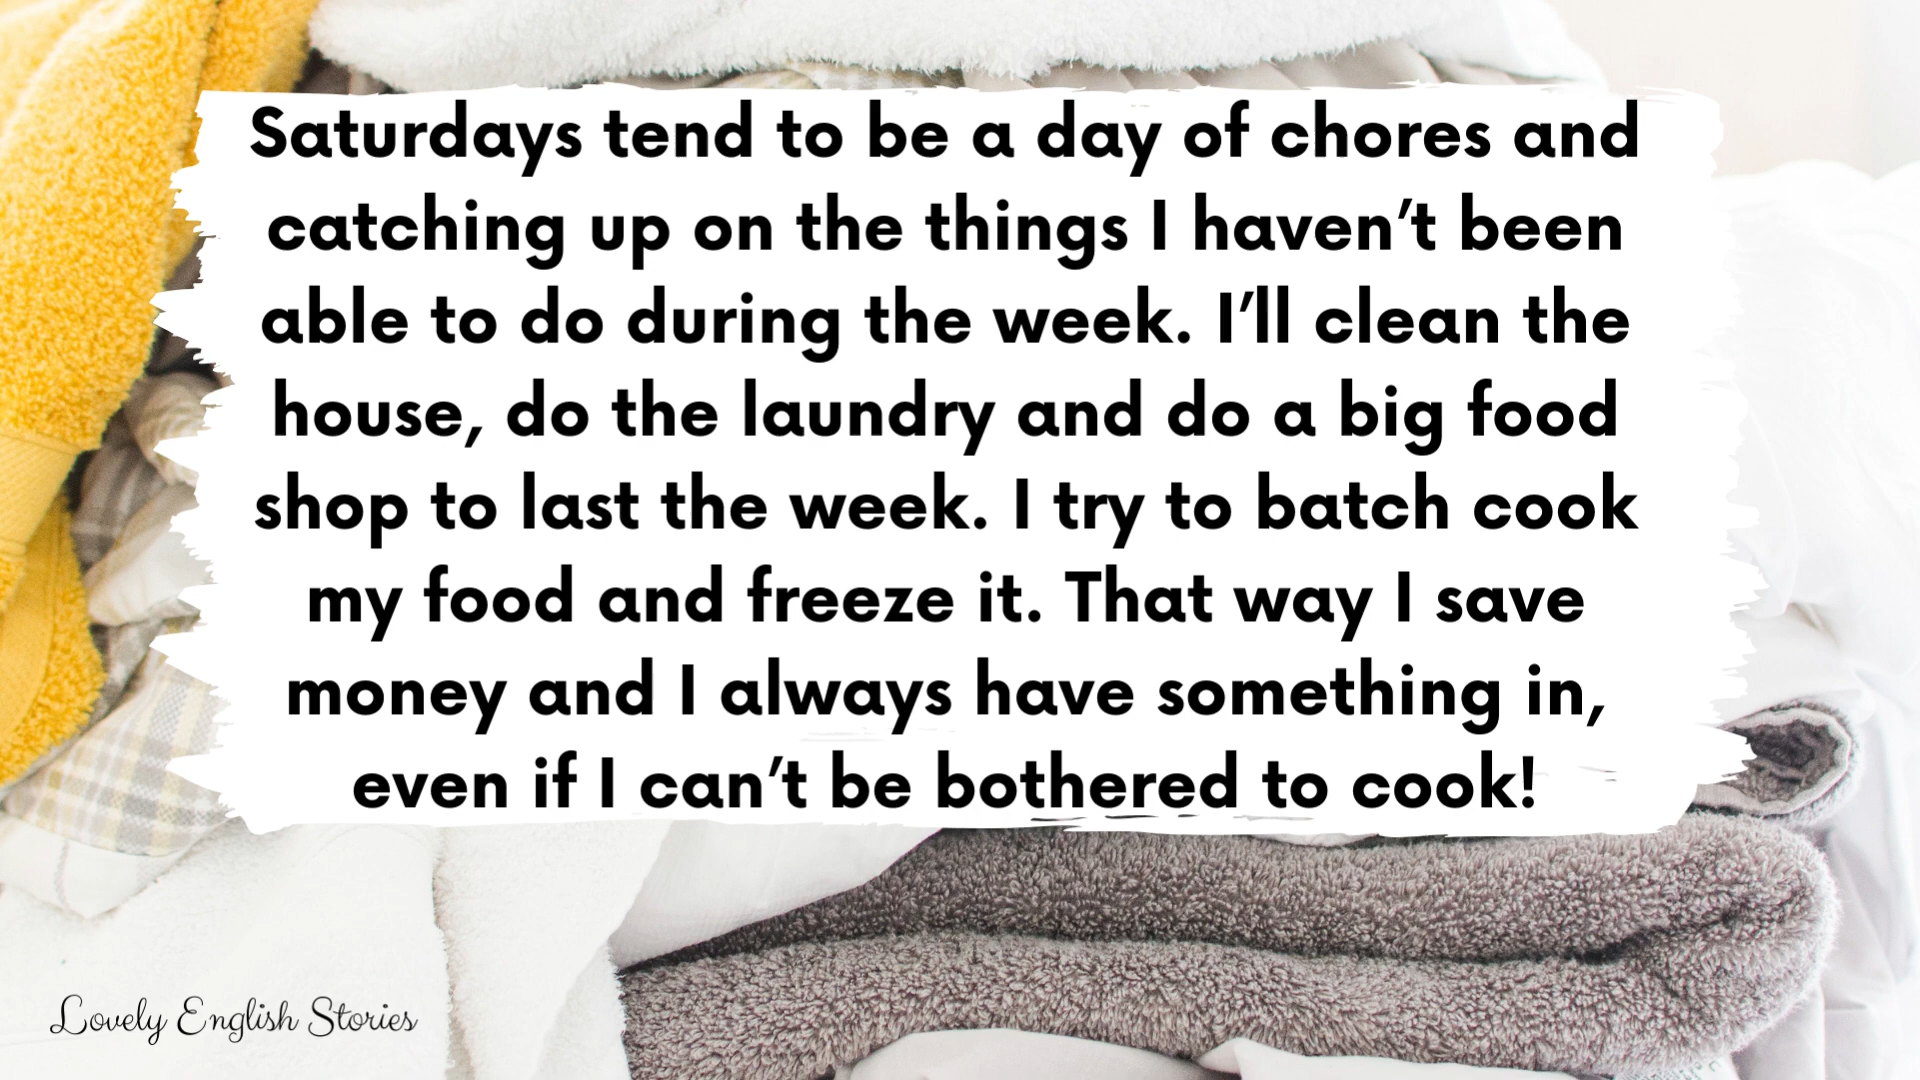 Saturdays tend to be a day of chores and
catching up on the things I haven’t been
able to do during the week. I’ll clean the
house, do the laundry and do a big food
shop to last the week. I try to batch cook
my food and freeze it. That way I save
money and I always have something in,
even if I can’t be bothered to cook!
Lovely English Stories